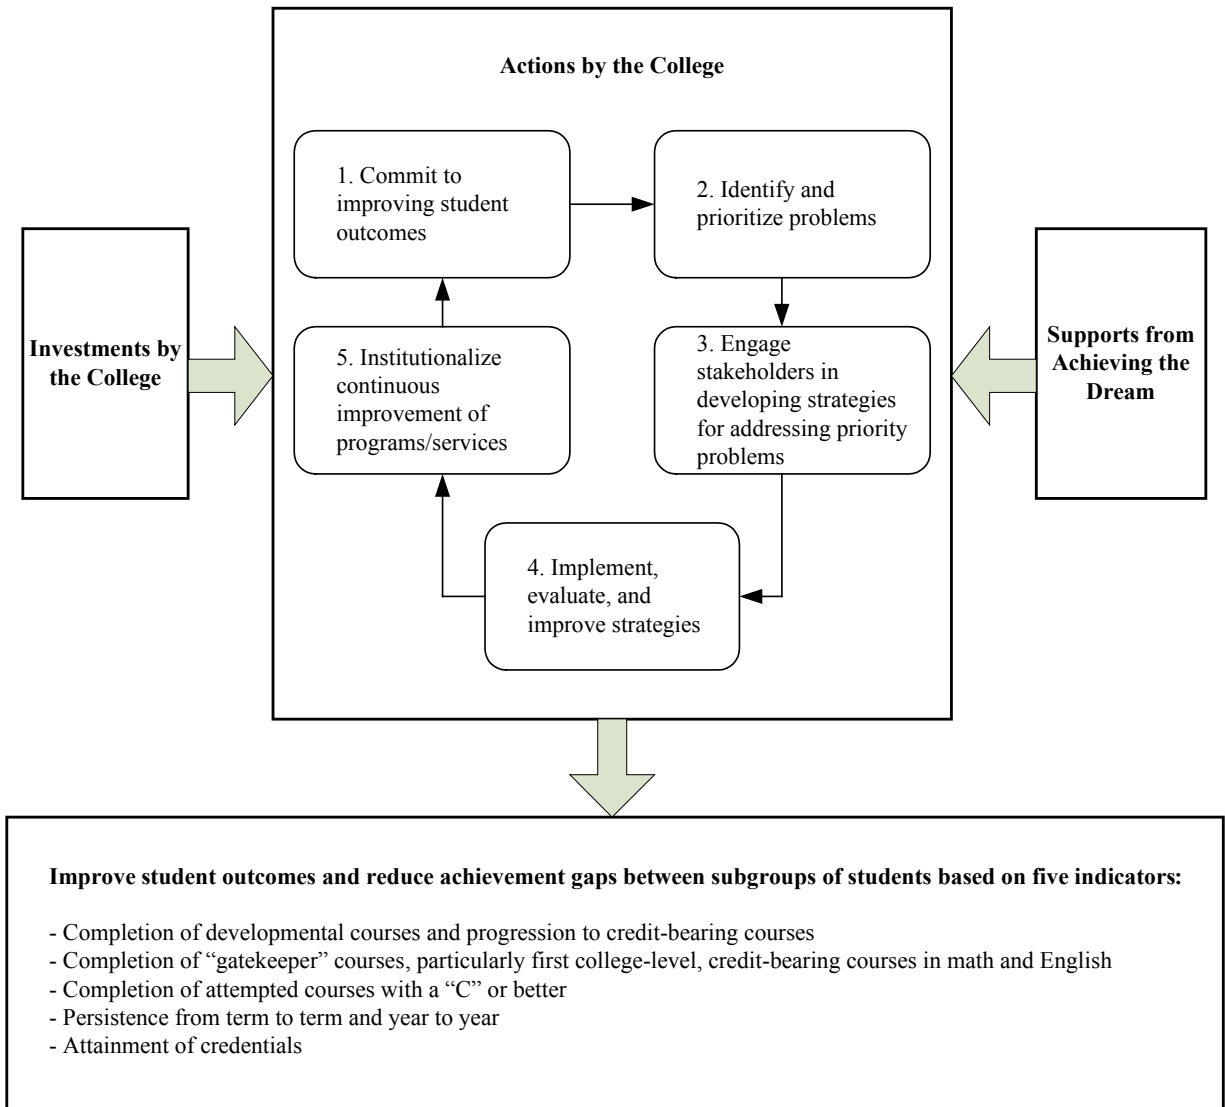 Actions by the College
1. Commit to
improving student
outcomes
2. Identify and
prioritize problems
Investments by
the College
5. Institutionalize
continuous
improvement of
programs/services
3. Engage
stakeholders in
developing strategies
for addressing priority
problems
Supports from
Achieving the
Dream
4. Implement,
evaluate, and
improve strategies
Improve student outcomes and reduce achievement gaps between subgroups of students based on five indicators:
- Completion of developmental courses and progression to credit-bearing courses
- Completion of “gatekeeper” courses, particularly first college-level, credit-bearing courses in math and English
- Completion of attempted courses with a “C” or better
- Persistence from term to term and year to year
- Attainment of credentials